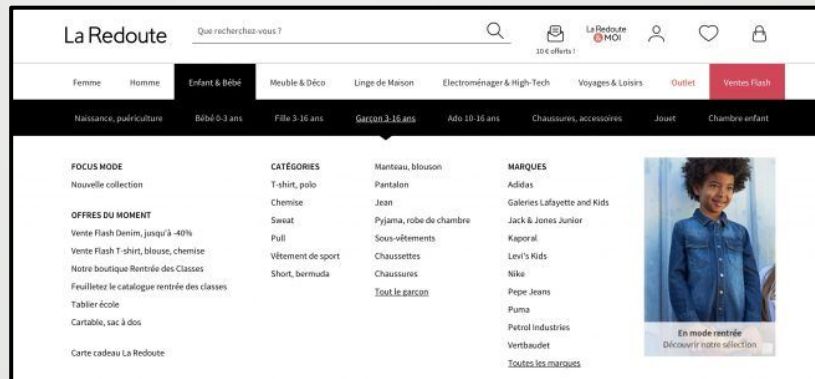 La Redoute
Que recherchez-vous ?
10 € offerts !
La Redoute
& MOI
Femme
Homme
Enfant & Bébé
Meuble & Déco
Linge de Maison
Electroménager & High-Tech
Voyages & Loisirs
Outlet
Ventes Flash
Naissance, puériculture
Bébé 0-3 ans
Fille 3-16 ans
Garçon 3-16 ans
Ado 10-16 ans
Chaussures, accessoires
Jouet
Chambre enfant
FOCUS MODE
Nouvelle collection
OFFRES DU MOMENT
Vente Flash Denim, jusqu'à -40%
Vente Flash T-shirt, blouse, chemise
Notre boutique Rentrée des Classes
Feuilletez le catalogue rentrée des classes
Tablier école
Cartable, sac à dos
Carte cadeau La Redoute
CATÉGORIES
T-shirt, polo
Chemise
Sweat
Pull
Vêtement de sport
Short, bermuda
Manteau, blouson
Pantalon
Jean
Pyjama, robe de chambre
Sous-vêtements
Chaussettes
Chaussures
Tout le garçon
MARQUES
Adidas
Galeries Lafayette and Kids
Jack & Jones Junior
Kaporal
Levi's Kids
Nike
Pepe Jeans
Puma
Petrol Industries
Vertbaudet
Toutes les marques
En mode rentrée
Découvrir notre sélection